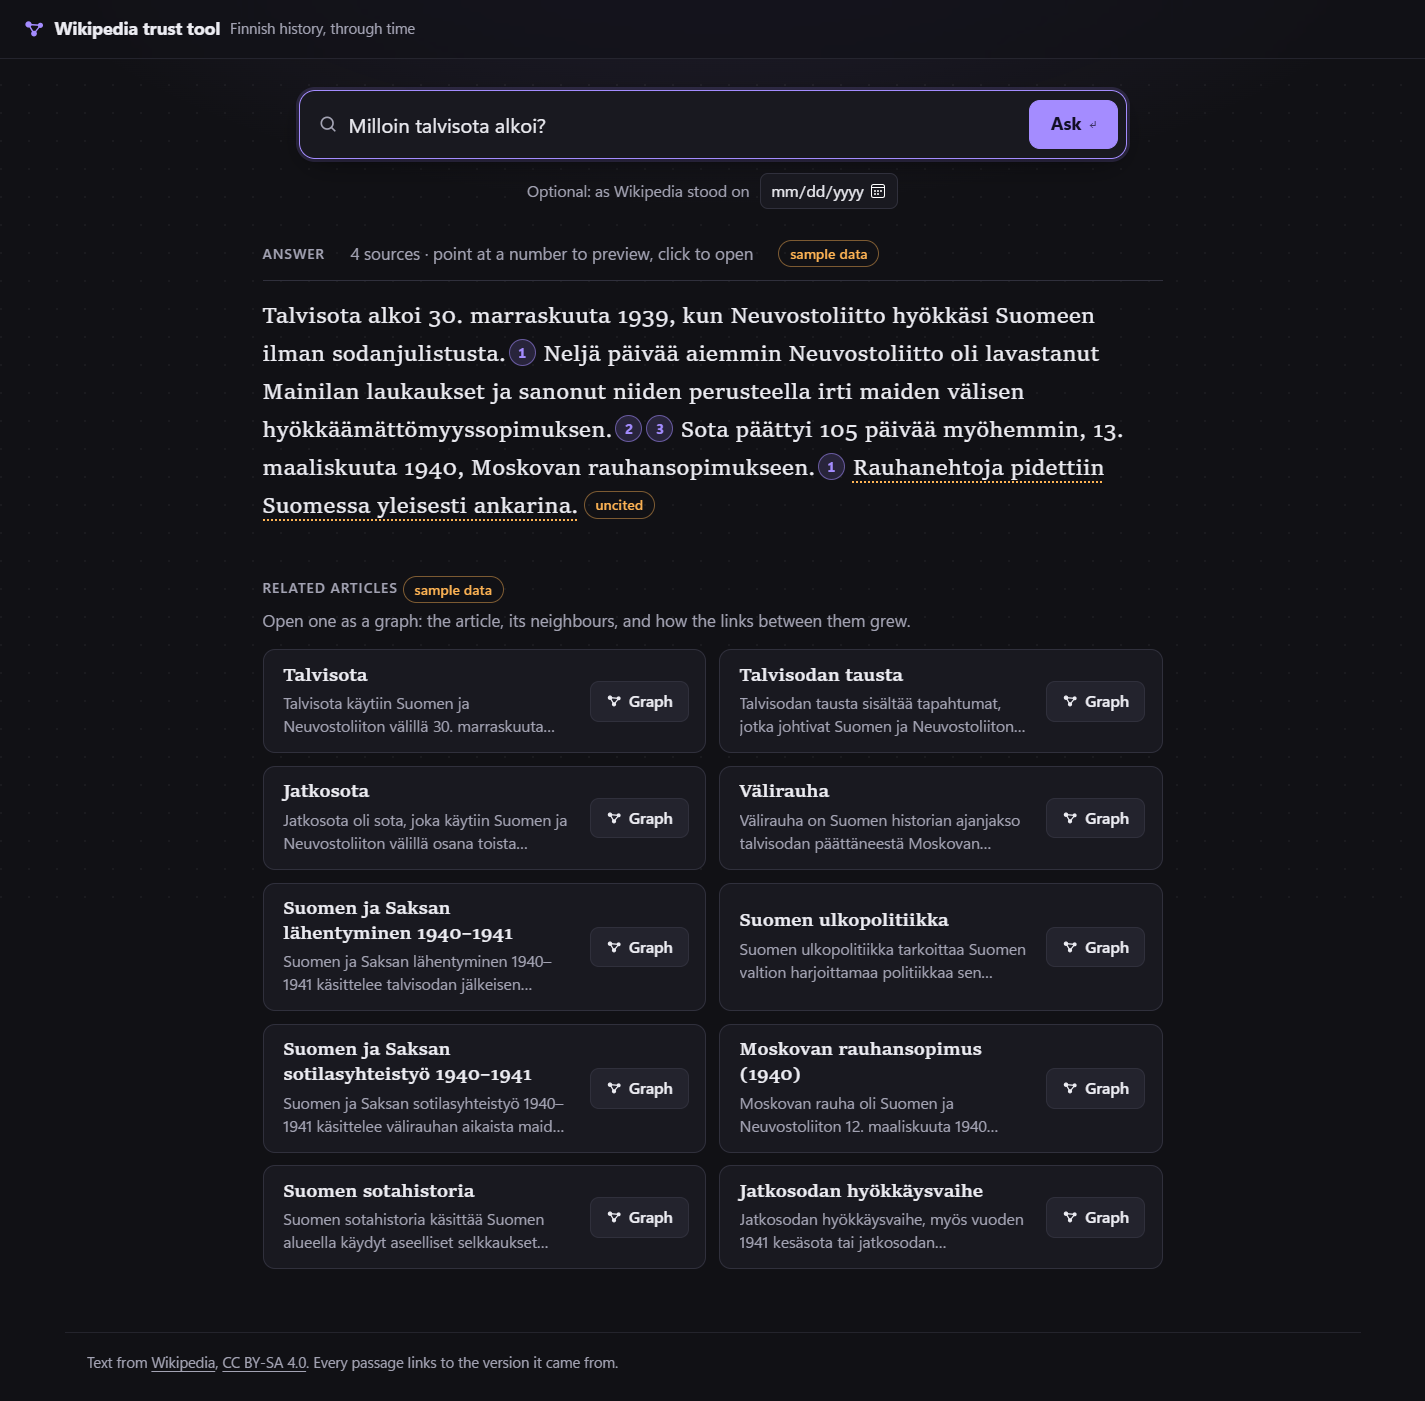 Wikipedia trust tool Finnish history, through time
Milloin talvisota alkoi?
Ask
Optional: as Wikipedia stood on mm/dd/yyyy
ANSWER 4 sources · point at a number to preview, click to open sample data
Talvisota alkoi 30. marraskuuta 1939, kun Neuvostoliitto hyökkäsi Suomeen
ilman sodanjulistusta. 1 Neljä päivää aiemmin Neuvostoliitto oli lavastanut
Mainilan laukaukset ja sanonut niiden perusteella irti maiden välisen
hyökkäämättömyyssopimuksen. 2 3 Sota päättyi 105 päivää myöhemmin, 13.
maaliskuuta 1940, Moskovan rauhansopimukseen. 1 Rauhanehtoja pidettiin
Suomessa yleisesti ankarina. uncited
RELATED ARTICLES sample data
Open one as a graph: the article, its neighbours, and how the links between them grew.
Talvisota
Talvisota käytiin Suomen ja
Neuvostoliiton välillä 30. marraskuuta...
Graph
Talvisodan tausta
Talvisodan tausta sisältää tapahtumat,
jotka johtivat Suomen ja Neuvostoliiton...
Graph
Jatkosota
Jatkosota oli sota, joka käytiin Suomen ja
Neuvostoliiton välillä osana toista...
Graph
Välirauha
Välirauha on Suomen historian ajanjakso
talvisodan päättäneestä Moskovan...
Graph
Suomen ja Saksan
lähentyminen 1940–1941
Suomen ja Saksan lähentyminen 1940–
1941 käsittelee talvisodan jälkeisen...
Graph
Suomen ulkopolitiikka
Suomen ulkopolitiikka tarkoittaa Suomen
valtion harjoittamaa politiikkaa sen...
Graph
Suomen ja Saksan
sotilasyhteistyö 1940–1941
Suomen ja Saksan sotilasyhteistyö 1940–
1941 käsittelee välirauhan aikaista maid...
Graph
Moskovan rauhansopimus
(1940)
Moskovan rauha oli Suomen ja
Neuvostoliiton 12. maaliskuuta 1940...
Graph
Suomen sotahistoria
Suomen sotahistoria käsittää Suomen
alueella käydyt aseelliset selkkaukset...
Graph
Jatkosodan hyökkäysvaihe
Jatkosodan hyökkäysvaihe, myös vuoden
1941 kesäsota tai jatkosodan...
Graph
Text from Wikipedia, CC BY-SA 4.0. Every passage links to the version it came from.